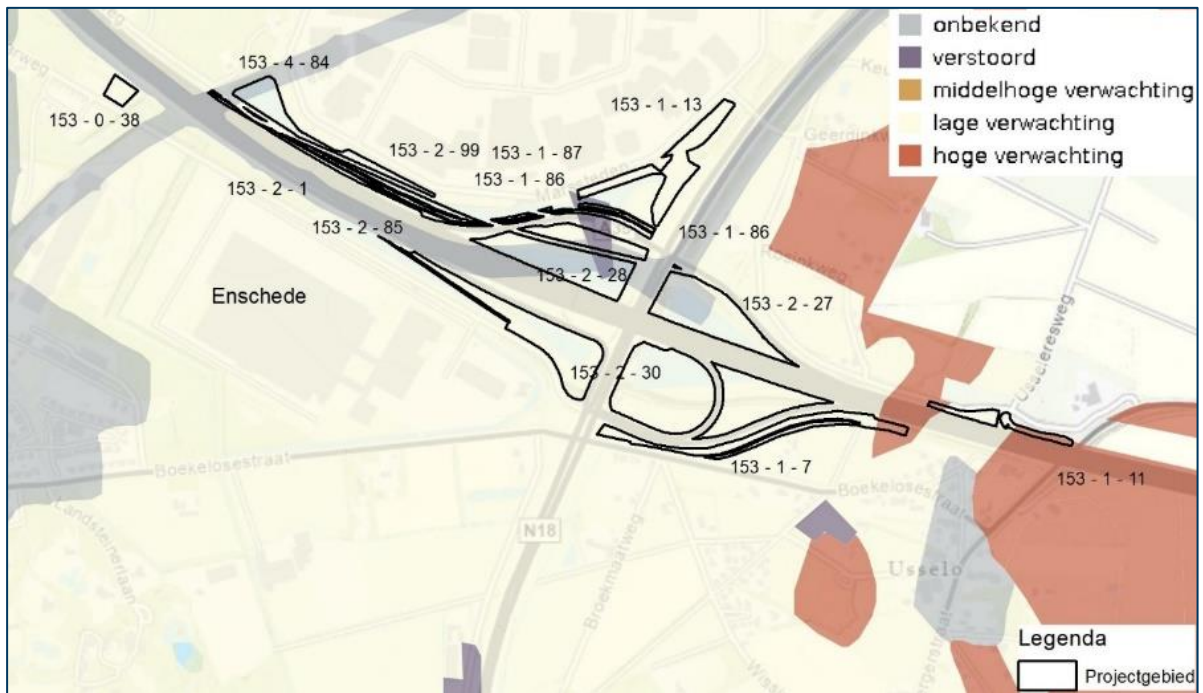 onbekend
verstoord
middelhoge verwachting
lage verwachting
hoge verwachting
153 - 4 - 84
153 - 0 - 38
153 - 1 - 13
153 - 2 - 99
153 - 1 - 87
153 - 1 - 86
153 - 2 - 1
153 - 2 - 85
153 - 1 - 86
153 - 2 - 28
153 - 2 - 27
Enschede
Rosinkweg
Usseleresweg
153 - 2 - 30
Boekelosestraat
153 - 1 - 7
153 - 1 - 11
Boekelosestraat
Landsteinerlaan
N18
Broekmaatweg
Usselo
Legenda
Projectgebied